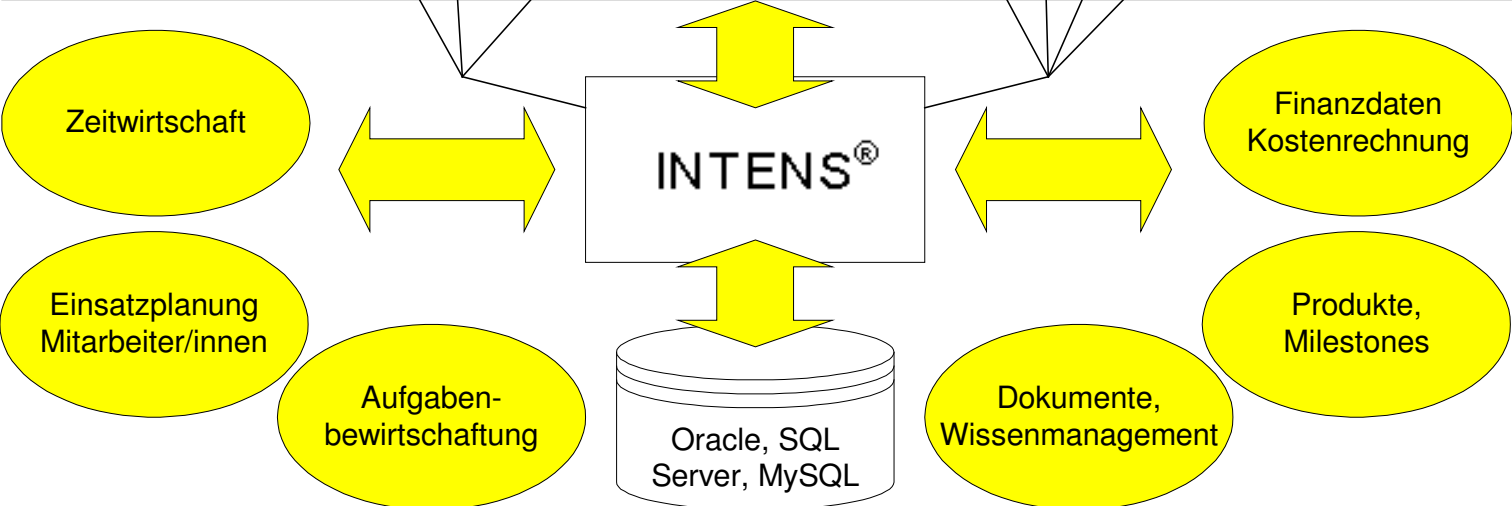 Zeitwirtschaft
Finanzdaten
Kostenrechnung
INTENS®
Einsatzplanung
Mitarbeiter/innen
Produkte,
Milestones
Aufgaben-
bewirtschaftung
Oracle, SQL
Server, MySQL
Dokumente,
Wissenmanagement